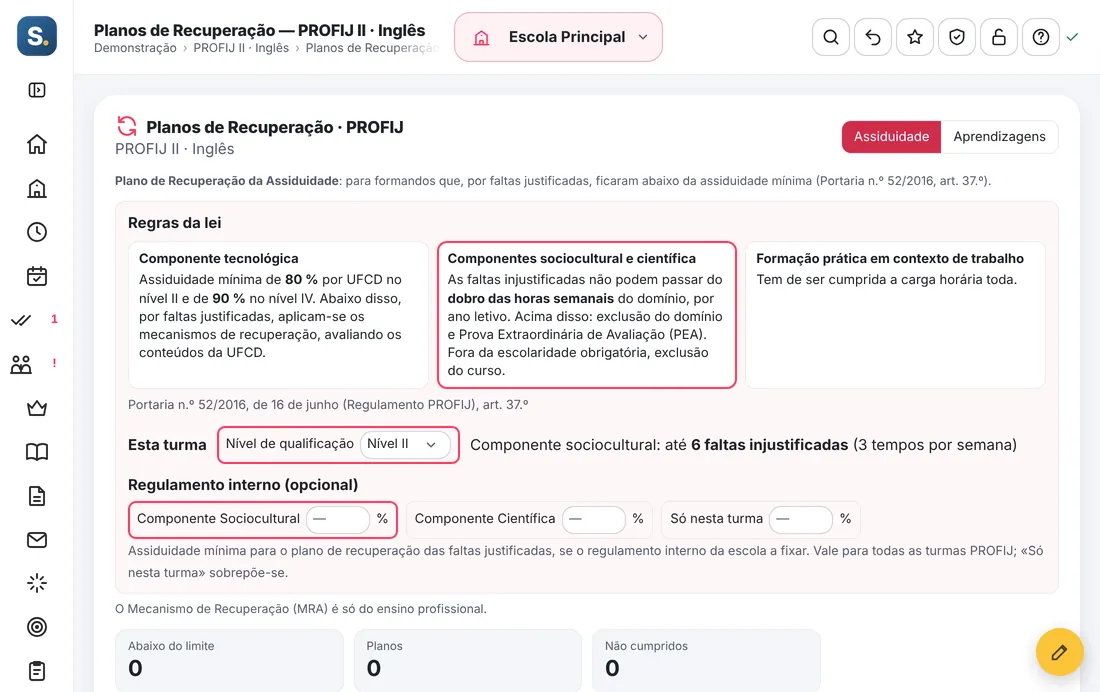 S.
Planos de Recuperação — PROFIJ II · Inglês
Demonstração › PROFIJ II · Inglês › Planos de Recuperação
Escola Principal
1
!
Planos de Recuperação · PROFIJ
PROFIJ II · Inglês
Assiduidade
Aprendizagens
Plano de Recuperação da Assiduidade: para formandos que, por faltas justificadas, ficaram abaixo da assiduidade mínima (Portaria n.º 52/2016, art. 37.º).
Regras da lei
Componente tecnológica
Assiduidade mínima de 80 % por UFCD no
nível II e de 90 % no nível IV. Abaixo disso,
por faltas justificadas, aplicam-se os
mecanismos de recuperação, avaliando os
conteúdos da UFCD.
Componentes sociocultural e científica
As faltas injustificadas não podem passar do
dobro das horas semanais do domínio, por
ano letivo. Acima disso: exclusão do domínio
e Prova Extraordinária de Avaliação (PEA).
Fora da escolaridade obrigatória, exclusão
do curso.
Formação prática em contexto de trabalho
Tem de ser cumprida a carga horária toda.
Portaria n.º 52/2016, de 16 de junho (Regulamento PROFIJ), art. 37.º
Esta turma
Nível de qualificação Nível II
Componente sociocultural: até 6 faltas injustificadas (3 tempos por semana)
Regulamento interno (opcional)
Componente Sociocultural — %
Componente Científica — %
Só nesta turma — %
Assiduidade mínima para o plano de recuperação das faltas justificadas, se o regulamento interno da escola a fixar. Vale para todas as turmas PROFIJ; «Só
nesta turma» sobrepõe-se.
O Mecanismo de Recuperação (MRA) é só do ensino profissional.
Abaixo do limite
0
Planos
0
Não cumpridos
0